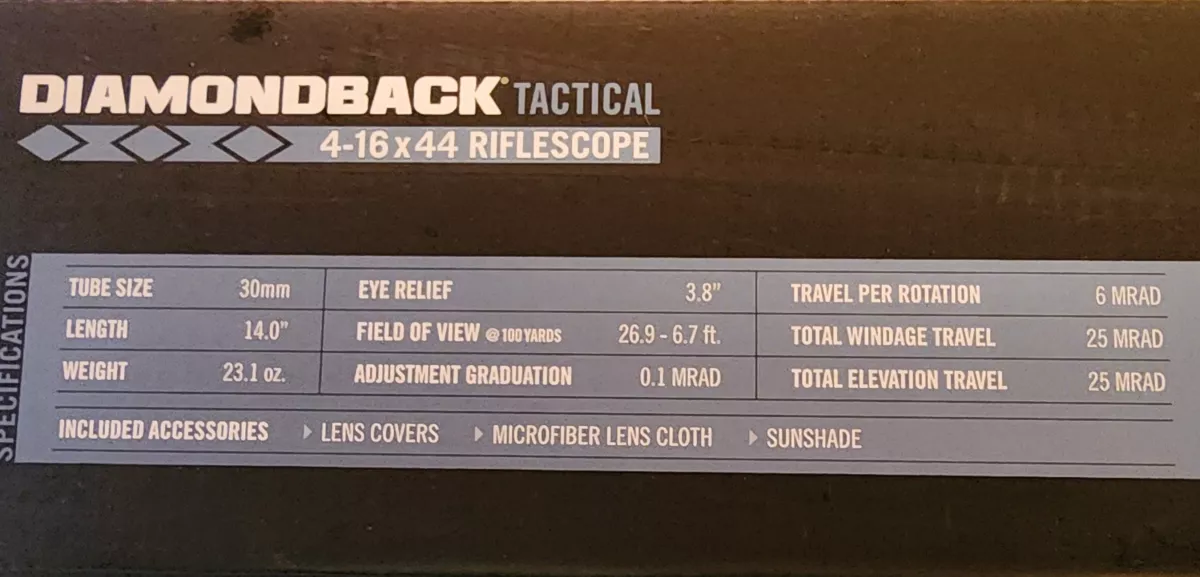 DIAMONDBACK TACTICAL
4-16x44 RIFLESCOPE
SPECIFICATIONS
TUBE SIZE 30mm EYE RELIEF 3.8" TRAVEL PER ROTATION 6 MRAD
LENGTH 14.0" FIELD OF VIEW @ 100 YARDS 26.9 - 6.7 ft. TOTAL WINDAGE TRAVEL 25 MRAD
WEIGHT 23.1 oz. ADJUSTMENT GRADUATION 0.1 MRAD TOTAL ELEVATION TRAVEL 25 MRAD
INCLUDED ACCESSORIES LENS COVERS MICROFIBER LENS CLOTH SUNSHADE